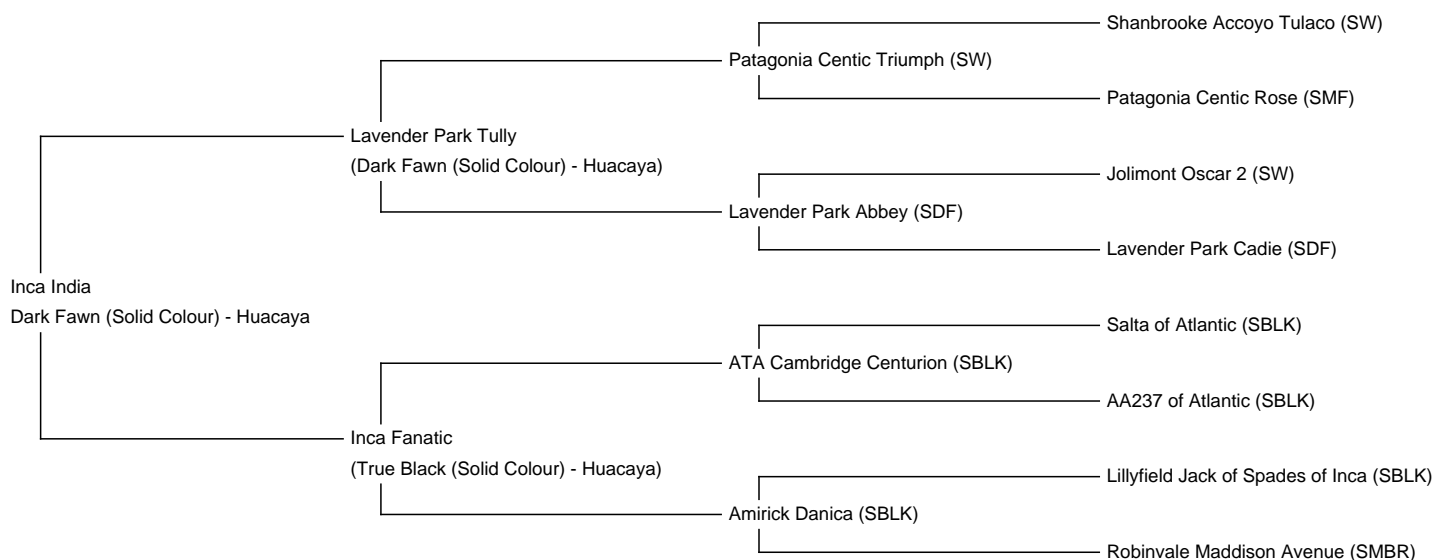 Shanbrooke Accoyo Tulaco (SW)
Patagonia Centic Triumph (SW)
Patagonia Centic Rose (SMF)
Lavender Park Tully
(Dark Fawn (Solid Colour) - Huacaya)
Jolimont Oscar 2 (SW)
Lavender Park Abbey (SDF)
Lavender Park Cadie (SDF)
Inca India
Dark Fawn (Solid Colour) - Huacaya
Salta of Atlantic (SBLK)
ATA Cambridge Centurion (SBLK)
AA237 of Atlantic (SBLK)
Inca Fanatic
(True Black (Solid Colour) - Huacaya)
Lillyfield Jack of Spades of Inca (SBLK)
Amirick Danica (SBLK)
Robinvale Maddison Avenue (SMBR)